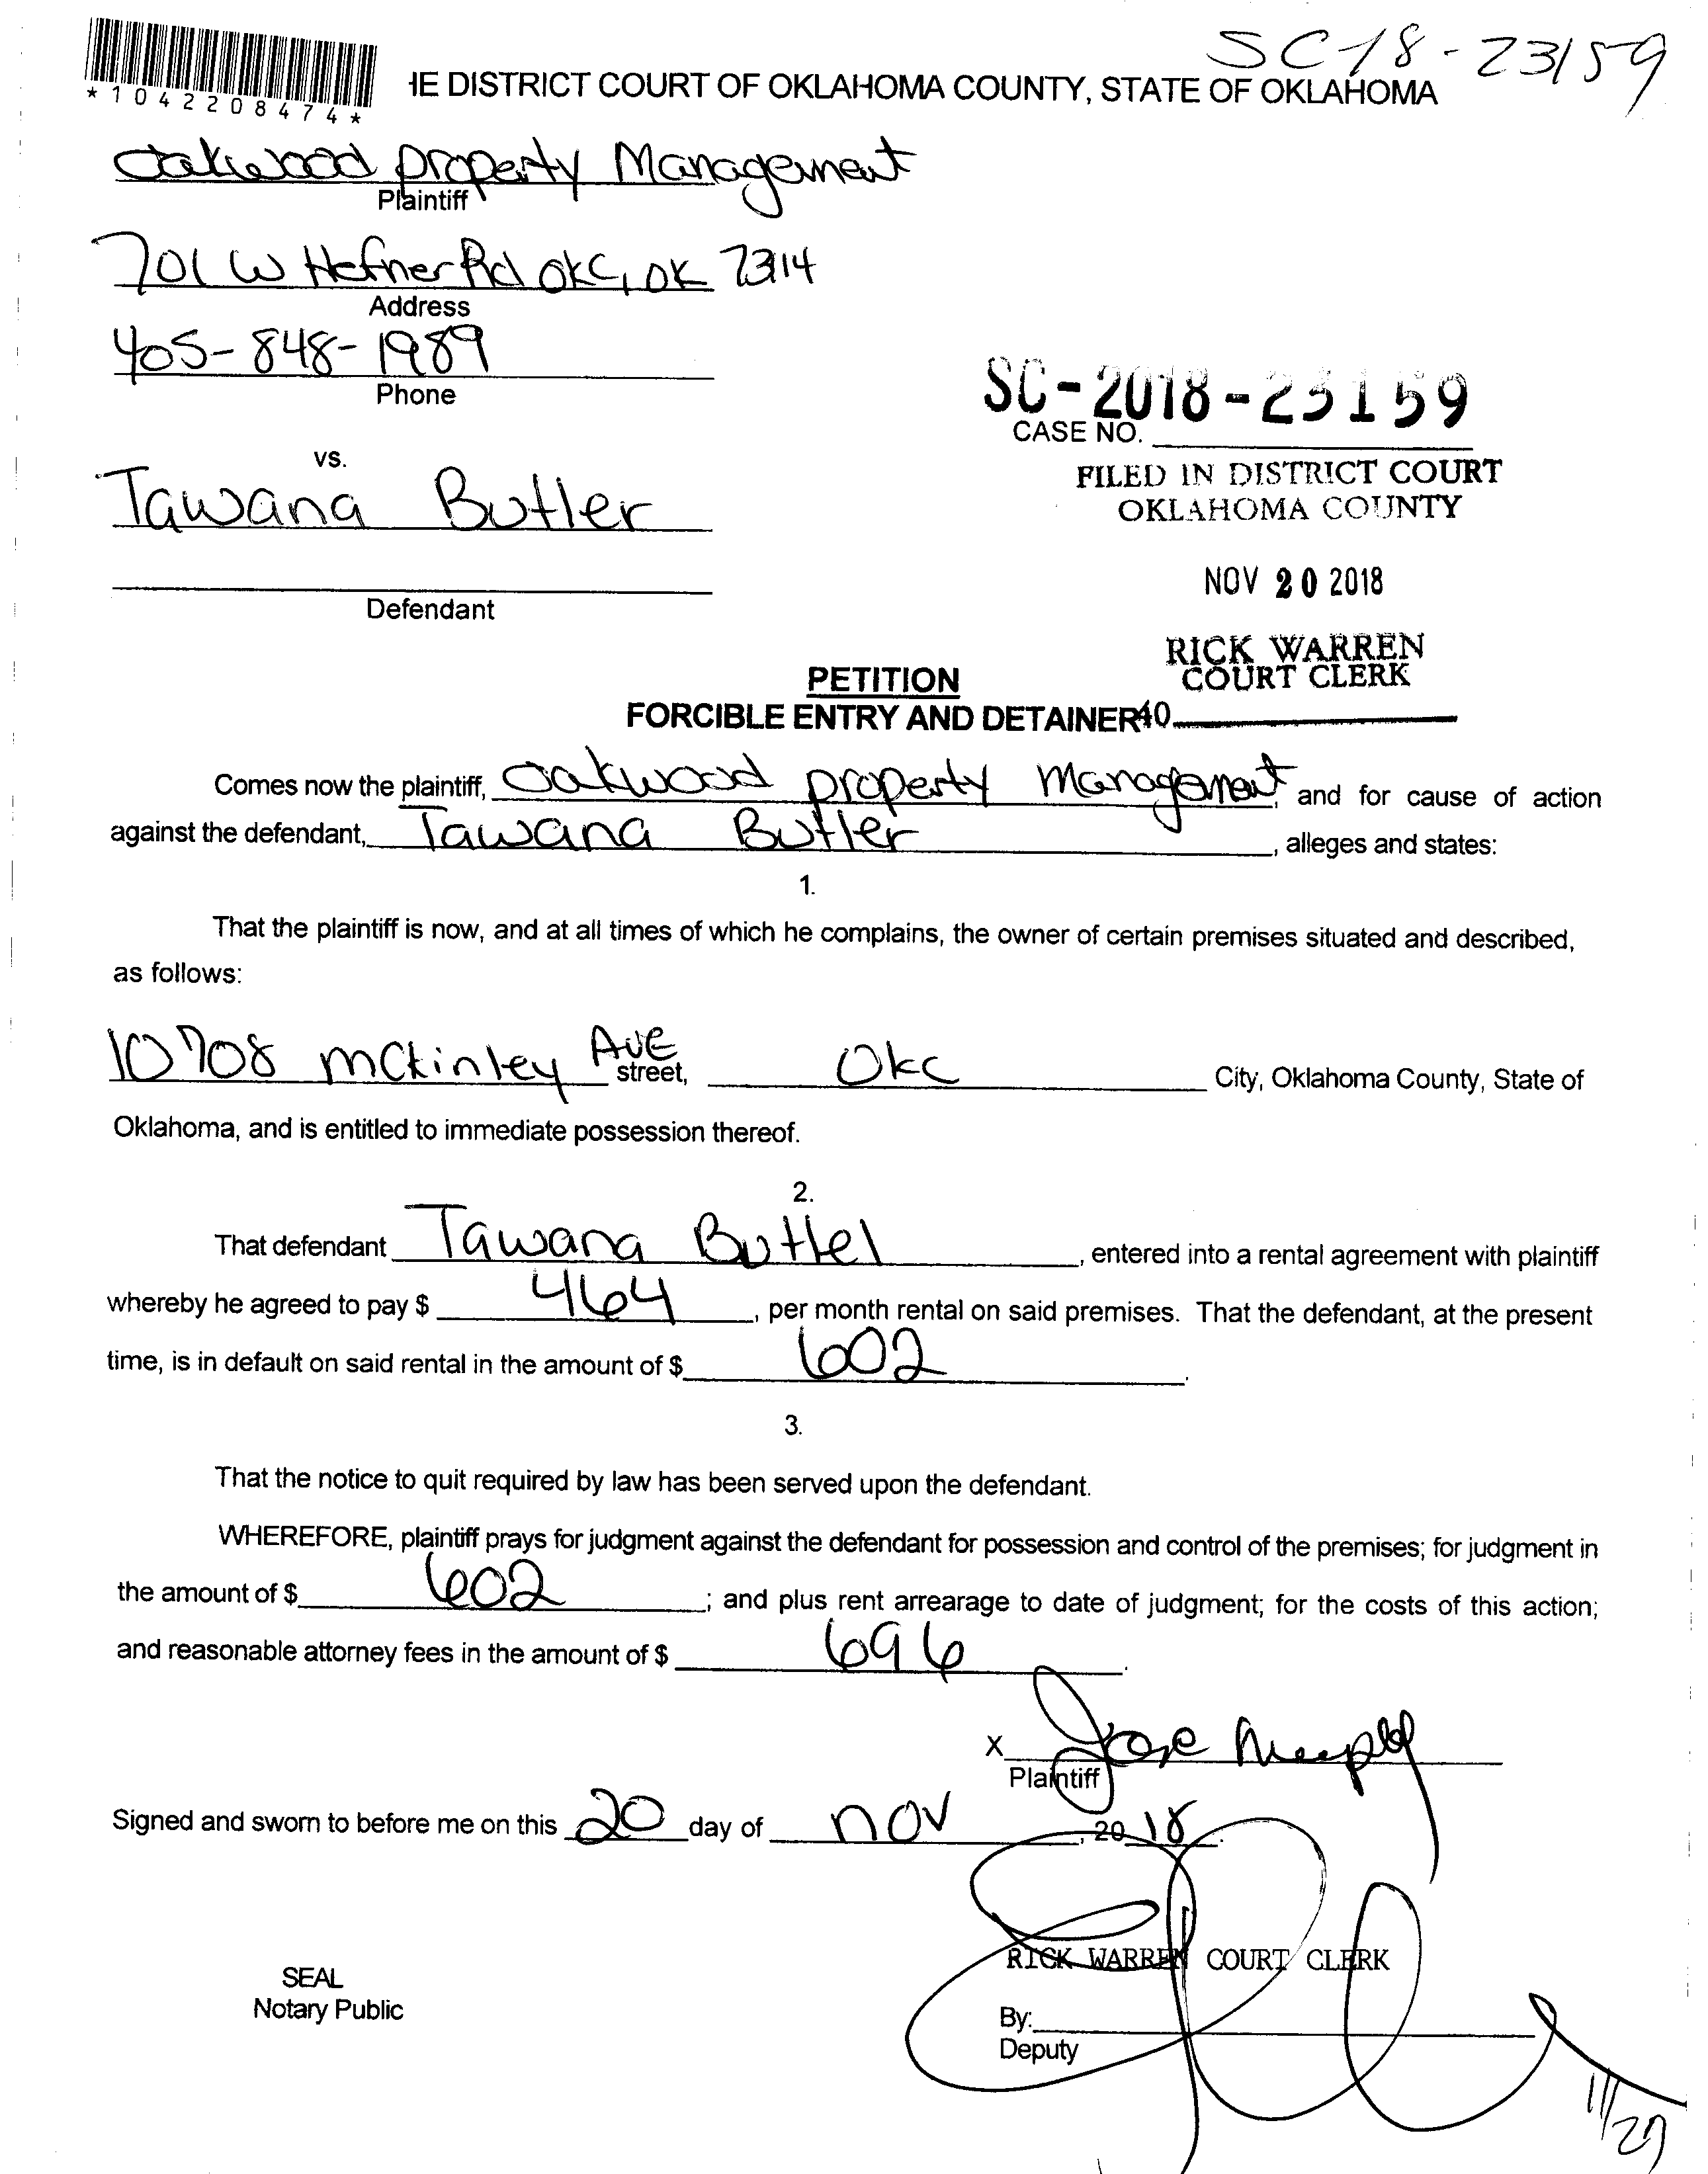 SC-18-23159
*1042208474*
IE DISTRICT COURT OF OKLAHOMA COUNTY, STATE OF OKLAHOMA
Oakwood property Management
Plaintiff
701 W Hefner Rd OKC, OK 73114
Address
405-848-1989
Phone
SC-2018-23159
CASE NO.
vs.
Tawana Butler
FILED IN DISTRICT COURT
OKLAHOMA COUNTY
NOV 20 2018
Defendant
RICK WARREN
COURT CLERK
PETITION
FORCIBLE ENTRY AND DETAINER 40
Comes now the plaintiff, Oakwood property Management, and for cause of action
against the defendant, Tawana Butler, alleges and states:
1.
That the plaintiff is now, and at all times of which he complains, the owner of certain premises situated and described,
as follows:
10708 mckinley AVE street, Okc City, Oklahoma County, State of
Oklahoma, and is entitled to immediate possession thereof.
2.
That defendant Tawana Butler, entered into a rental agreement with plaintiff
whereby he agreed to pay $ 464, per month rental on said premises. That the defendant, at the present
time, is in default on said rental in the amount of $ 602.
3.
That the notice to quit required by law has been served upon the defendant.
WHEREFORE, plaintiff prays for judgment against the defendant for possession and control of the premises; for judgment in
the amount of $ 602; and plus rent arrearage to date of judgment; for the costs of this action;
and reasonable attorney fees in the amount of $ 696.
X
Plaintiff
Signed and sworn to before me on this 20 day of nov, 2018.
RICK WARREN COURT CLERK
SEAL
Notary Public
By:
Deputy
11/29